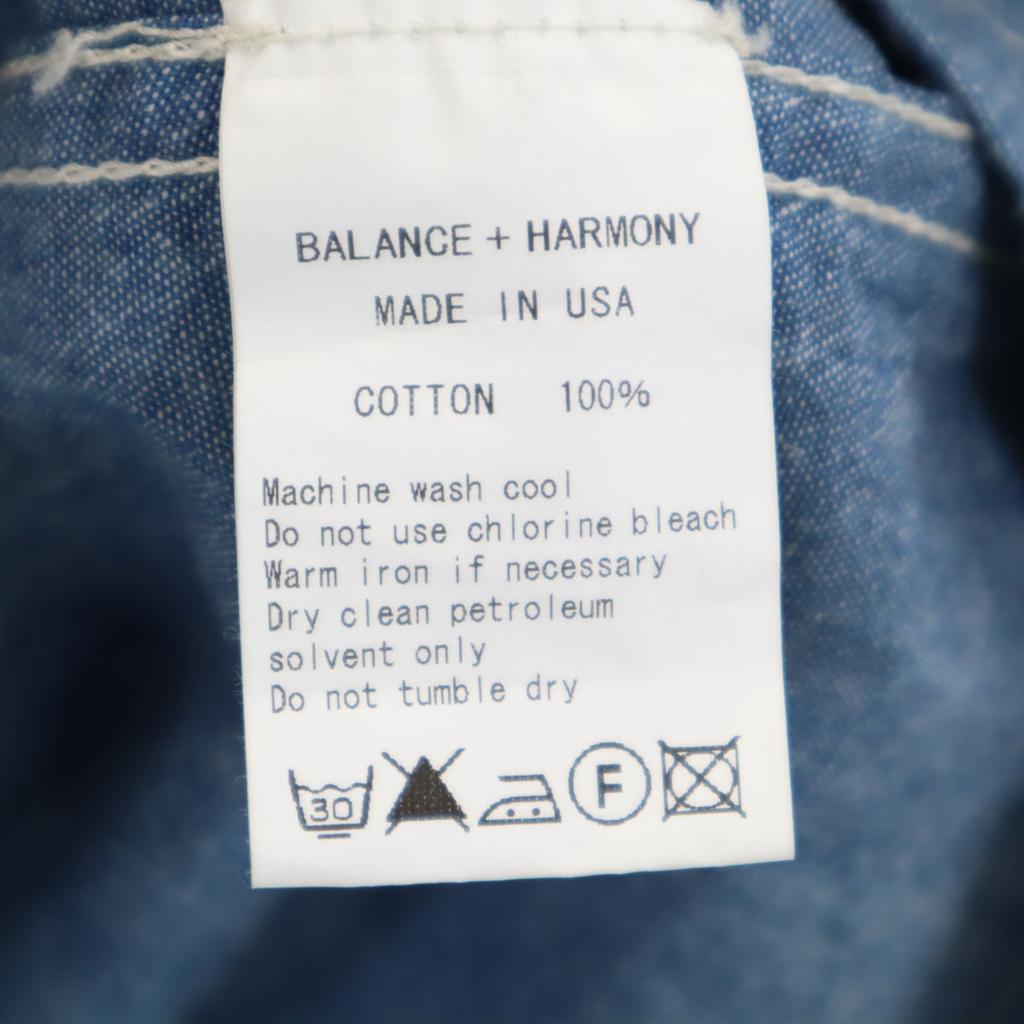 BALANCE + HARMONY
MADE IN USA
COTTON 100%
Machine wash cool
Do not use chlorine bleach
Warm iron if necessary
Dry clean petroleum
solvent only
Do not tumble dry
30 F